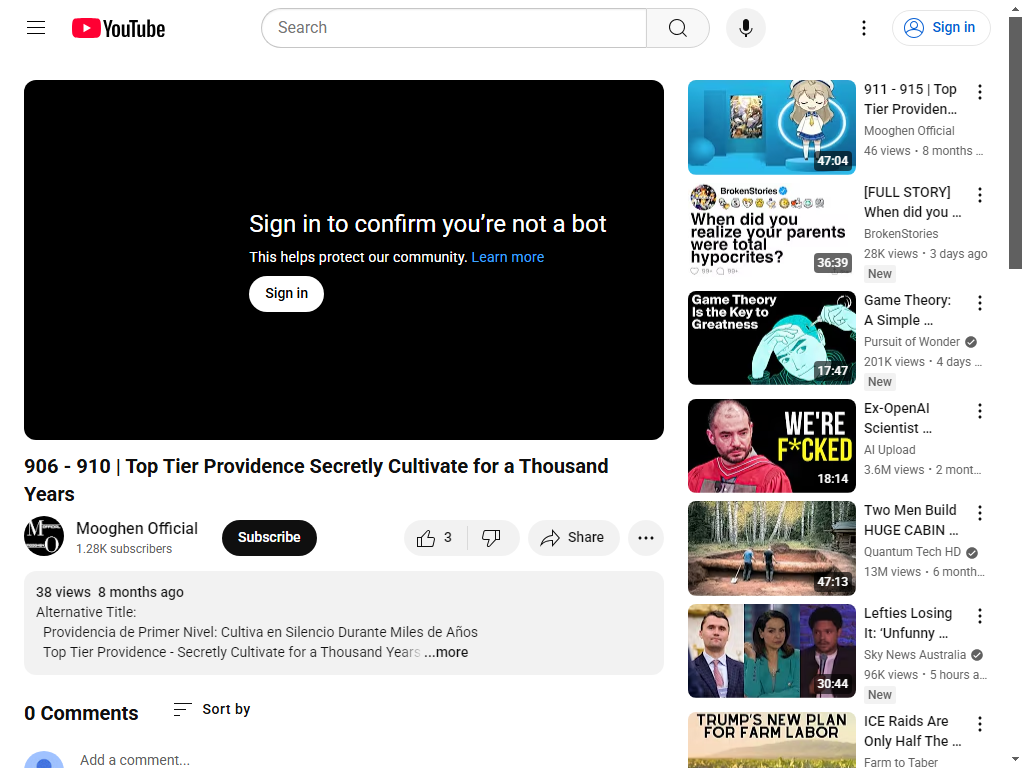 YouTube
Search
Sign in
Sign in to confirm you’re not a bot
This helps protect our community. Learn more
Sign in
906 - 910 | Top Tier Providence Secretly Cultivate for a Thousand
Years
Mooghen Official
1.28K subscribers
Subscribe
3
Share
38 views 8 months ago
Alternative Title:
Providencia de Primer Nivel: Cultiva en Silencio Durante Miles de Años
Top Tier Providence - Secretly Cultivate for a Thousand Years ...more
0 Comments
Sort by
Add a comment...
47:04
911 - 915 | Top
Tier Providen…
Mooghen Official
46 views • 8 months ...
BrokenStories
When did you
realize your parents
were total
hypocrites?
99+ 99+
36:39
[FULL STORY]
When did you …
BrokenStories
28K views • 3 days ago
New
Game Theory
Is the Key to
Greatness
17:47
Game Theory:
A Simple …
Pursuit of Wonder
201K views • 4 days ...
New
WE'RE
F*CKED
18:14
Ex-OpenAI
Scientist …
AI Upload
3.6M views • 2 mont...
47:13
Two Men Build
HUGE CABIN …
Quantum Tech HD
13M views • 6 month...
30:44
Lefties Losing
It: ‘Unfunny …
Sky News Australia
96K views • 5 hours a...
New
TRUMP'S NEW PLAN
FOR FARM LABOR
ICE Raids Are
Only Half The …
Farm to Taber